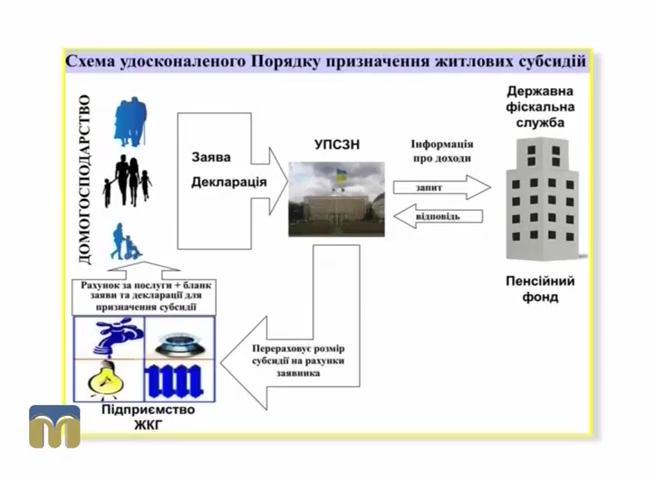 Схема удосконаленого Порядку призначення житлових субсидій
ДОМОГОСПОДАРСТВО
Заява
Декларація
УПСЗН
Інформація
про доходи
запит
відповідь
Державна
фіскальна
служба
Пенсійний
фонд
Рахунок за послуги + бланк
заяви та декларації для
призначення субсидії
Перераховує розмір
субсидії на рахунки
заявника
Підприємство
ЖКГ